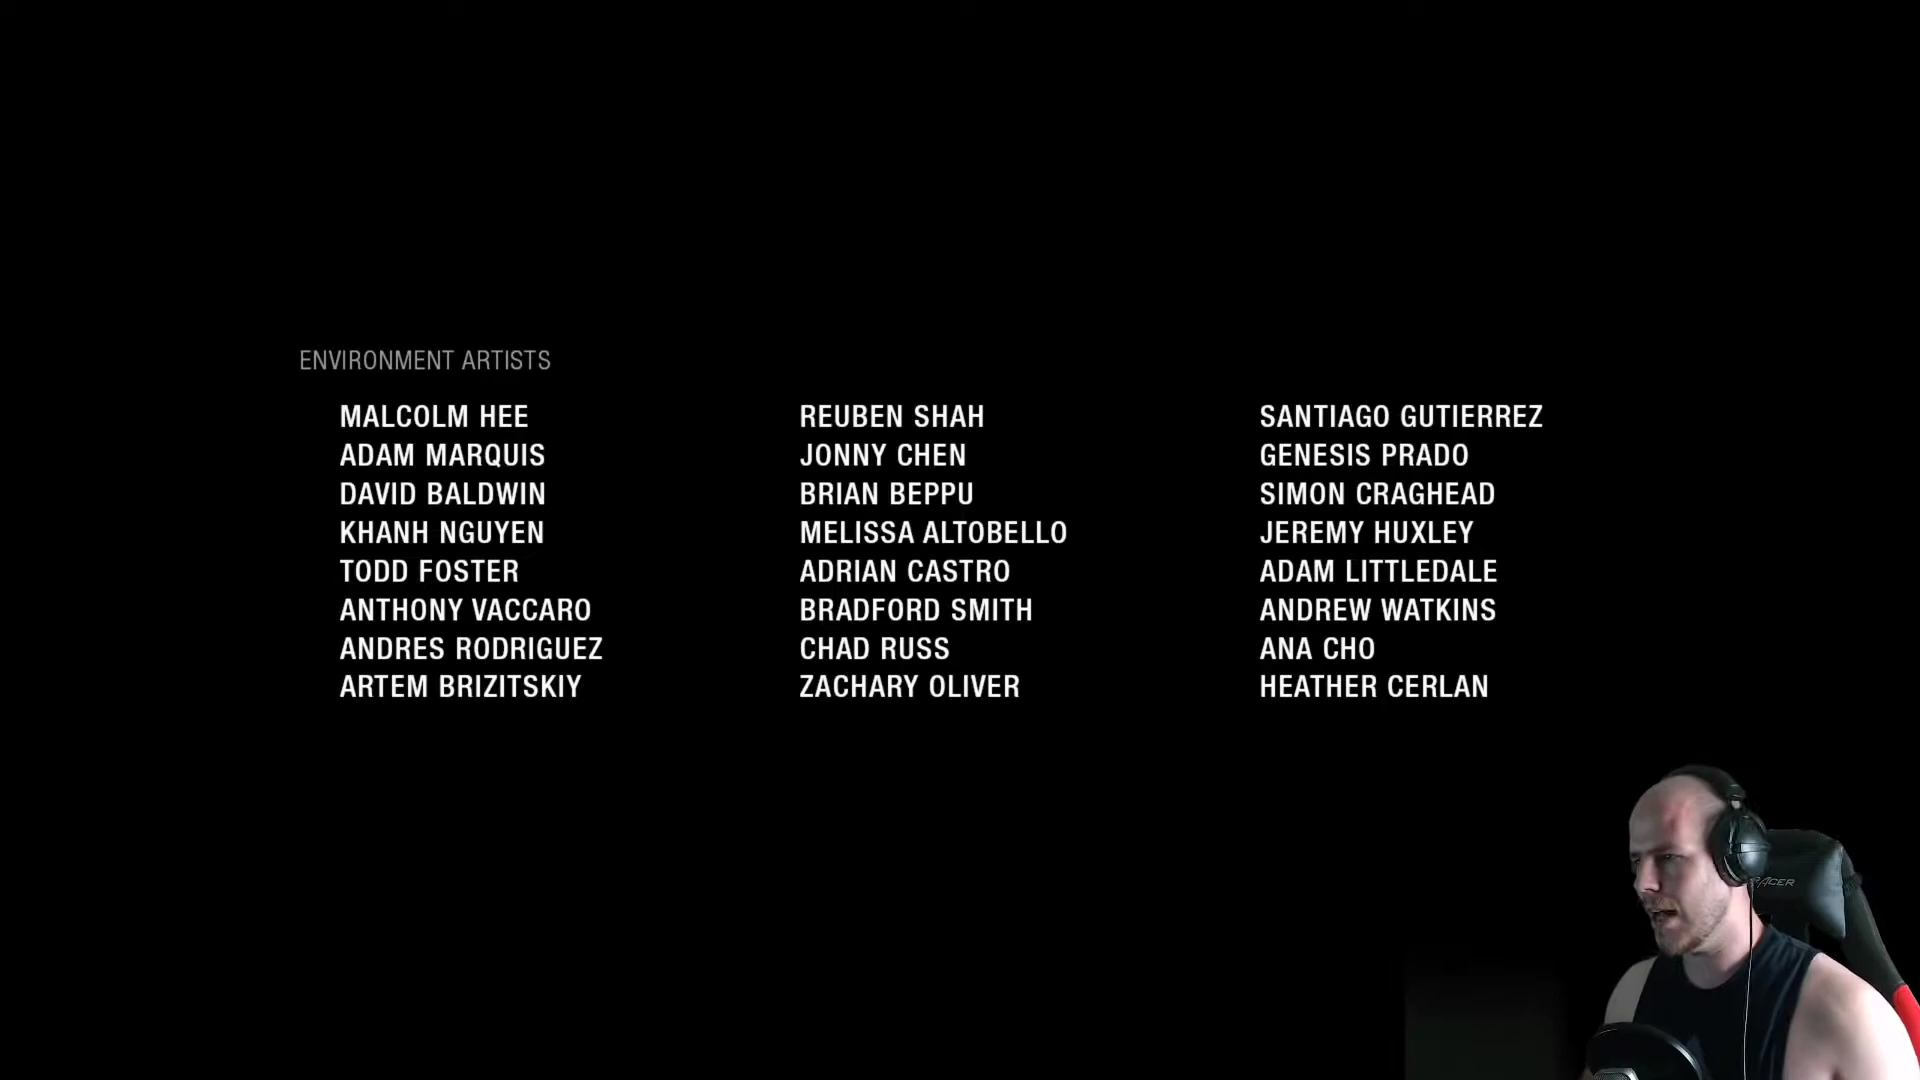 ENVIRONMENT ARTISTS
MALCOLM HEE
ADAM MARQUIS
DAVID BALDWIN
KHANH NGUYEN
TODD FOSTER
ANTHONY VACCARO
ANDRES RODRIGUEZ
ARTEM BRIZITSKIY
REUBEN SHAH
JONNY CHEN
BRIAN BEPPU
MELISSA ALTOBELLO
ADRIAN CASTRO
BRADFORD SMITH
CHAD RUSS
ZACHARY OLIVER
SANTIAGO GUTIERREZ
GENESIS PRADO
SIMON CRAGHEAD
JEREMY HUXLEY
ADAM LITTLEDALE
ANDREW WATKINS
ANA CHO
HEATHER CERLAN
RACER